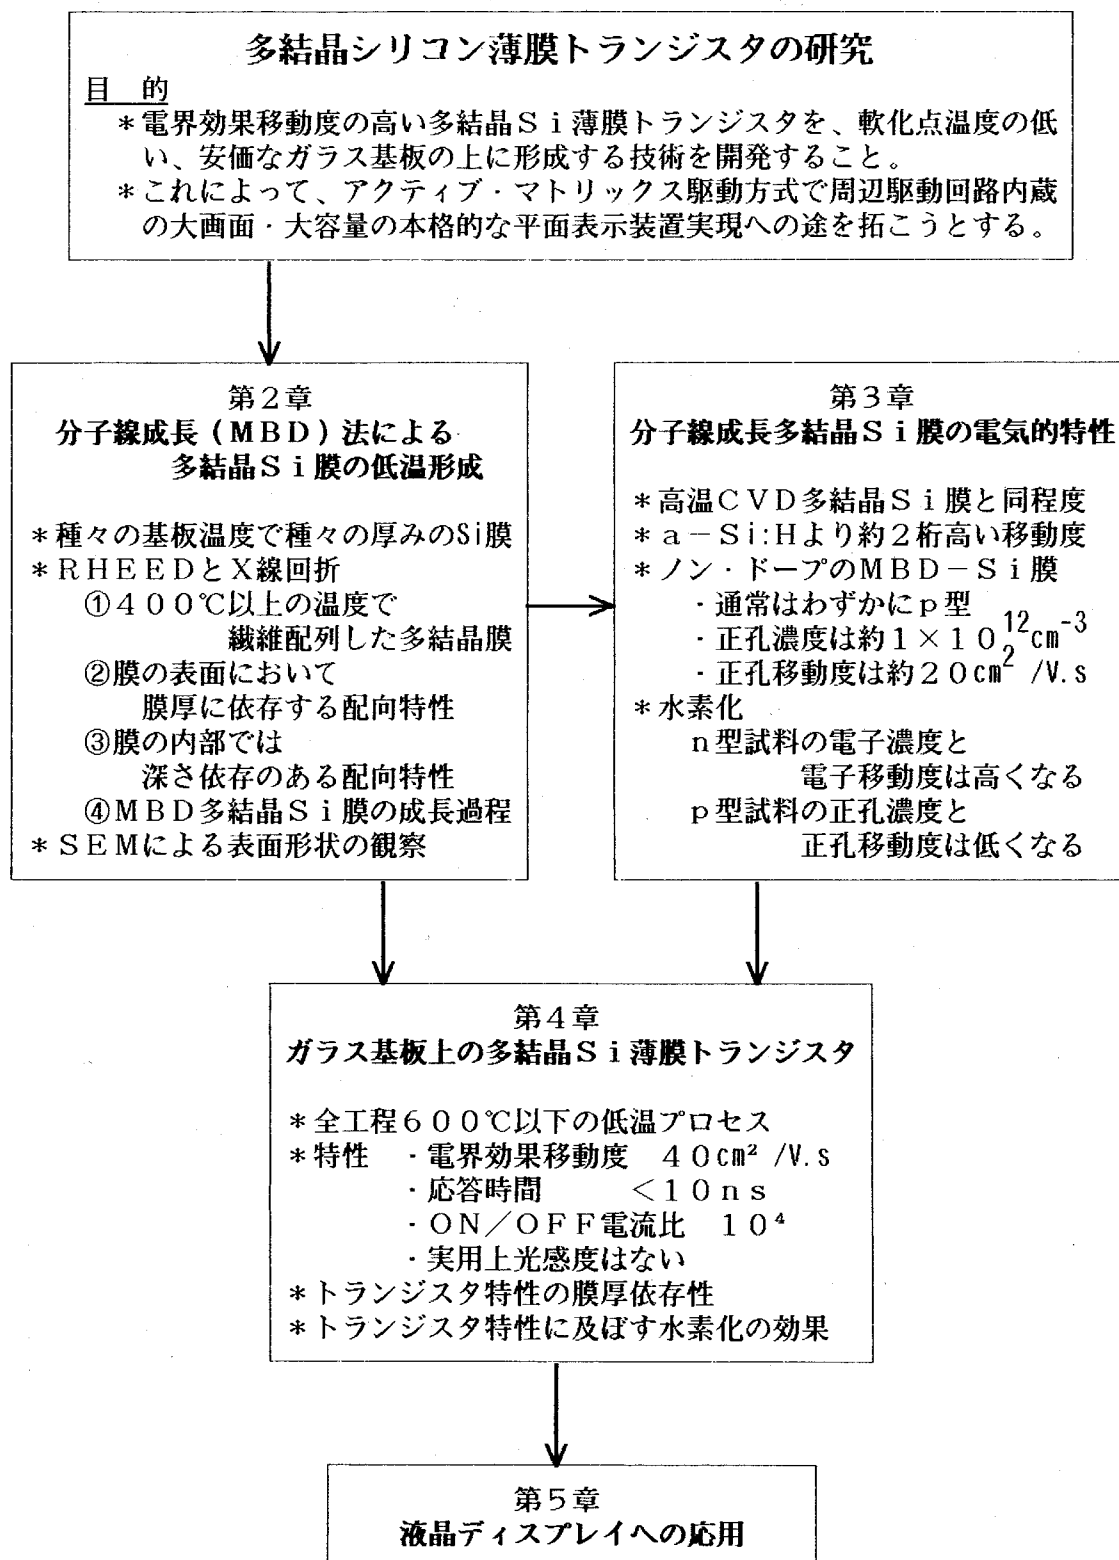 多結晶シリコン薄膜トランジスタの研究
目 的
＊電界効果移動度の高い多結晶Ｓｉ薄膜トランジスタを、軟化点温度の低
い、安価なガラス基板の上に形成する技術を開発すること。
＊これによって、アクティブ・マトリックス駆動方式で周辺駆動回路内蔵
の大画面・大容量の本格的な平面表示装置実現への途を拓こうとする。
第２章
分子線成長（ＭＢＤ）法による
多結晶Ｓｉ膜の低温形成
＊種々の基板温度で種々の厚みのSi膜
＊ＲＨＥＥＤとＸ線回折
①４００℃以上の温度で
繊維配列した多結晶膜
②膜の表面において
膜厚に依存する配向特性
③膜の内部では
深さ依存のある配向特性
④ＭＢＤ多結晶Ｓｉ膜の成長過程
＊ＳＥＭによる表面形状の観察
第３章
分子線成長多結晶Ｓｉ膜の電気的特性
＊高温ＣＶＤ多結晶Ｓｉ膜と同程度
＊ａ－Ｓi:Ｈより約２桁高い移動度
＊ノン・ドープのＭＢＤ－Ｓｉ膜
・通常はわずかにｐ型
・正孔濃度は約１×１０¹²cm⁻³
・正孔移動度は約２０cm² /V.s
＊水素化
ｎ型試料の電子濃度と
電子移動度は高くなる
ｐ型試料の正孔濃度と
正孔移動度は低くなる
第４章
ガラス基板上の多結晶Ｓｉ薄膜トランジスタ
＊全工程６００℃以下の低温プロセス
＊特性 ・電界効果移動度 ４０cm² /V.s
・応答時間 ＜10ｎｓ
・ＯＮ／ＯＦＦ電流比 １０⁴
・実用上光感度はない
＊トランジスタ特性の膜厚依存性
＊トランジスタ特性に及ぼす水素化の効果
第５章
液晶ディスプレイへの応用